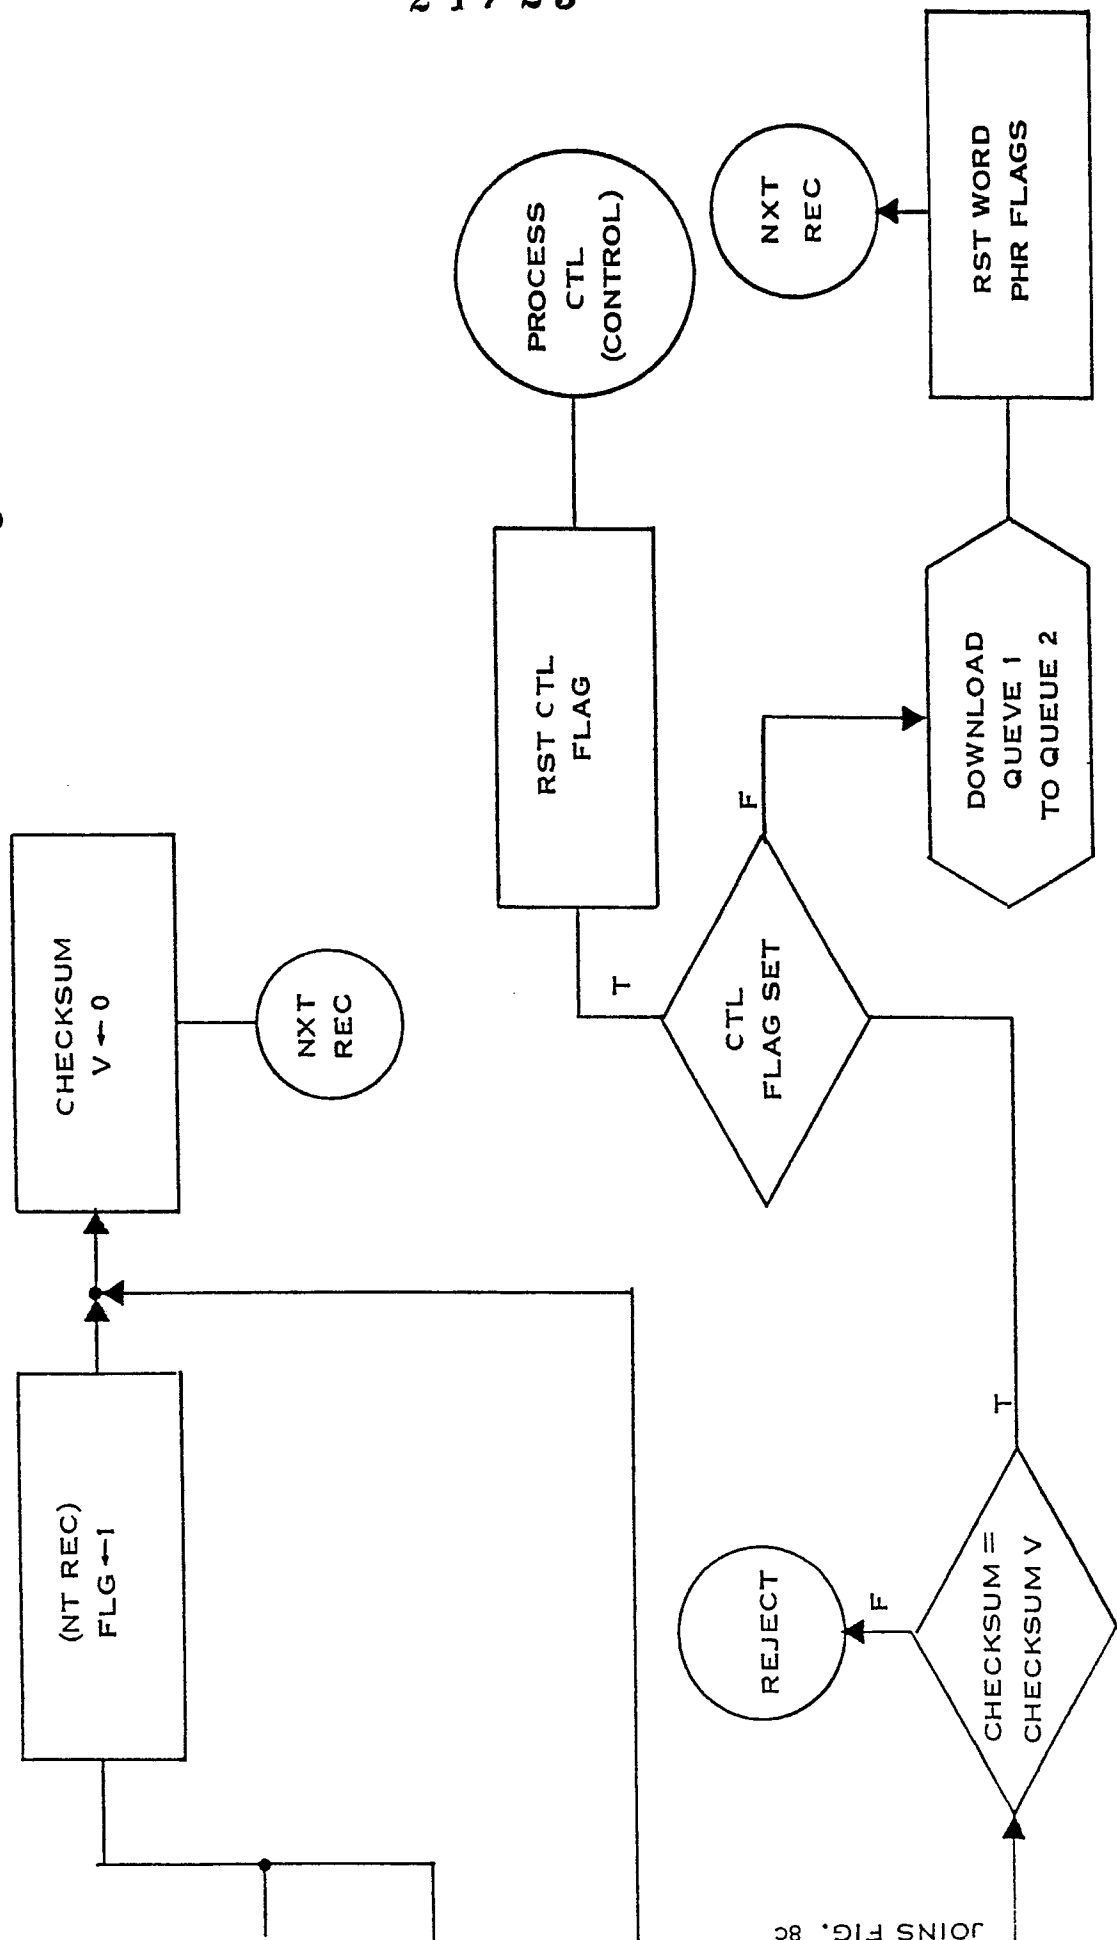 (NT REC)
FLG ← 1
CHECKSUM
V ← 0
NXT
REC
RST CTL
FLAG
PROCESS
CTL
(CONTROL)
T
CTL
FLAG SET
F
NXT
REC
REJECT
F
CHECKSUM =
CHECKSUM V
T
DOWNLOAD
QUEVE 1
TO QUEUE 2
RST WORD
PHR FLAGS
JOINS FIG. 8C